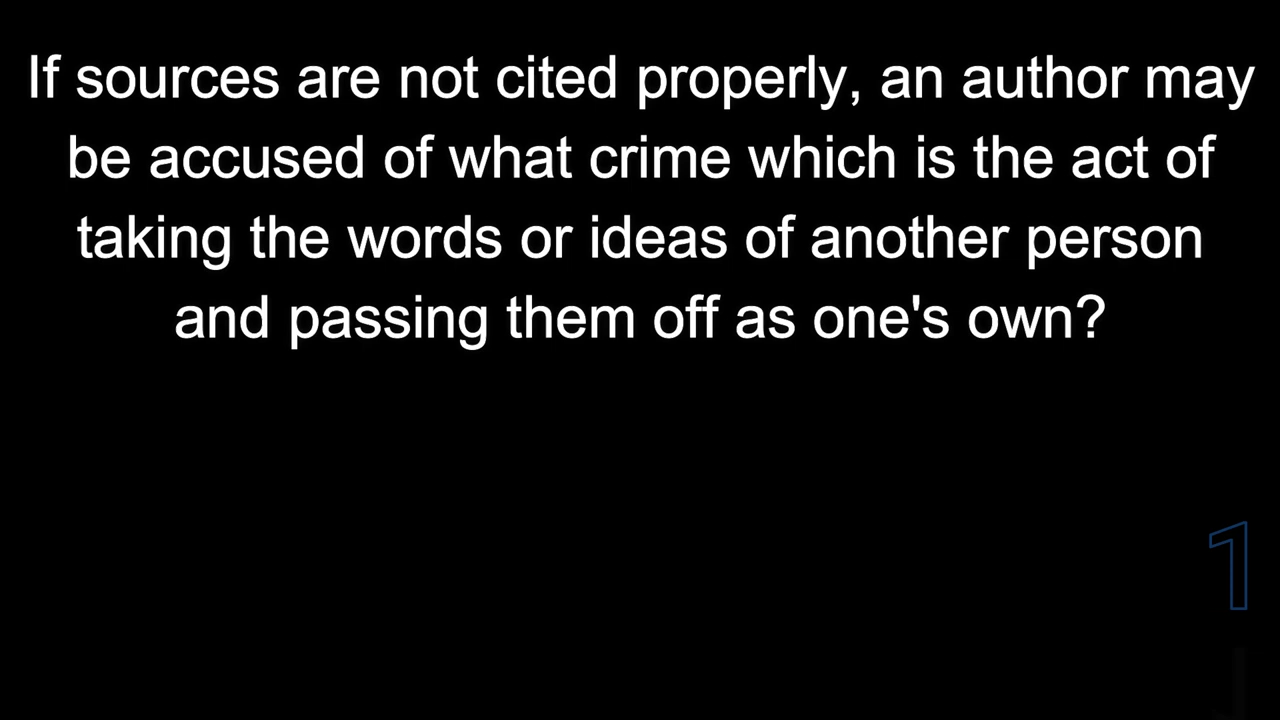 If sources are not cited properly, an author may
be accused of what crime which is the act of
taking the words or ideas of another person
and passing them off as one's own?
1